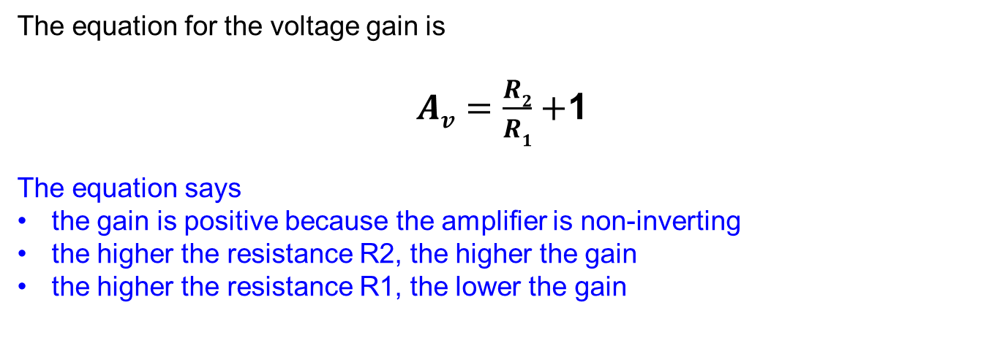 The equation for the voltage gain is
A_v = R_2/R_1 +1
The equation says
• the gain is positive because the amplifier is non-inverting
• the higher the resistance R2, the higher the gain
• the higher the resistance R1, the lower the gain